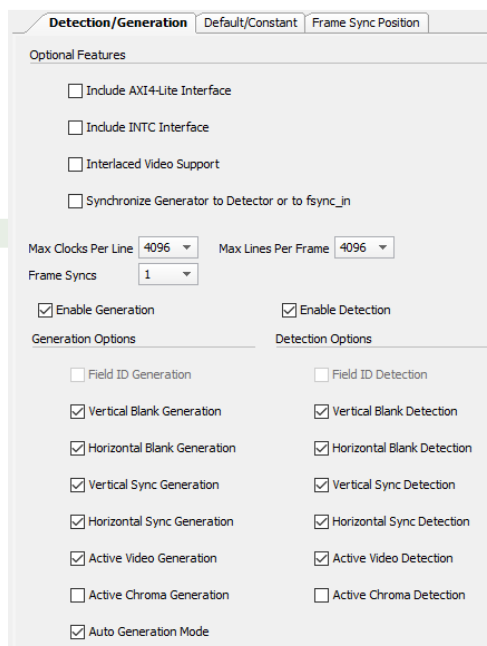 Detection/Generation Default/Constant Frame Sync Position
Optional Features
Include AXI4-Lite Interface
Include INTC Interface
Interlaced Video Support
Synchronize Generator to Detector or to fsync_in
Max Clocks Per Line 4096 Max Lines Per Frame 4096
Frame Syncs 1
Enable Generation Enable Detection
Generation Options Detection Options
Field ID Generation Field ID Detection
Vertical Blank Generation Vertical Blank Detection
Horizontal Blank Generation Horizontal Blank Detection
Vertical Sync Generation Vertical Sync Detection
Horizontal Sync Generation Horizontal Sync Detection
Active Video Generation Active Video Detection
Active Chroma Generation Active Chroma Detection
Auto Generation Mode